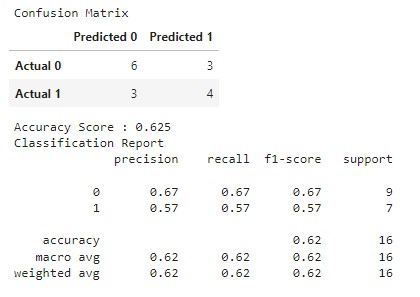 Confusion Matrix
Predicted 0 Predicted 1
Actual 0 6 3
Actual 1 3 4
Accuracy Score : 0.625
Classification Report
precision recall f1-score support
0 0.67 0.67 0.67 9
1 0.57 0.57 0.57 7
accuracy 0.62 16
macro avg 0.62 0.62 0.62 16
weighted avg 0.62 0.62 0.62 16